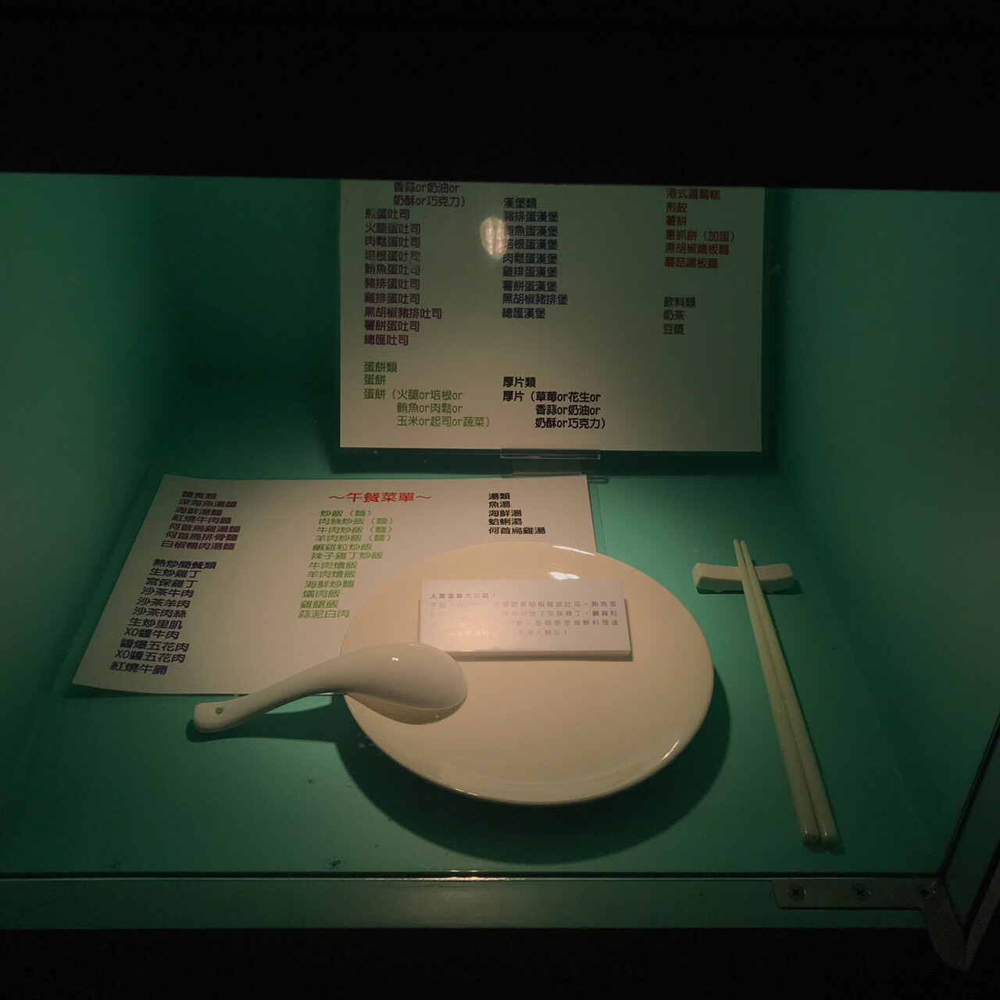 香蒜or奶油or
奶酥or巧克力)
煎蛋吐司
火腿蛋吐司
肉鬆蛋吐司
培根蛋吐司
鮪魚蛋吐司
豬排蛋吐司
雞排蛋吐司
黑胡椒豬排吐司
薯餅蛋吐司
總匯吐司
蛋餅類
蛋餅
蛋餅(火腿or培根or
鮪魚or肉鬆or
玉米or起司or蔬菜)
漢堡類
豬排蛋漢堡
鮪魚蛋漢堡
培根蛋漢堡
肉鬆蛋漢堡
雞排蛋漢堡
薯餅蛋漢堡
黑胡椒豬排堡
總匯漢堡
厚片類
厚片(草莓or花生or
香蒜or奶油or
奶酥or巧克力)
港式蘿蔔糕
煎餃
薯餅
蔥抓餅(加蛋)
黑胡椒鐵板麵
蘑菇鐵板麵
飲料類
奶茶
豆漿
~午餐菜單~
麵食類
深海魚湯麵
海鮮湯麵
紅燒牛肉麵
何首烏雞湯麵
何首烏排骨麵
白椒鴨肉湯麵
熱炒簡餐類
生炒雞丁
宮保雞丁
沙茶牛肉
沙茶羊肉
沙茶肉絲
生炒里肌
XO醬牛肉
醬爆五花肉
XO醬五花肉
紅燒牛腩
炒飯(麵)
肉絲炒飯(麵)
牛肉炒飯(麵)
羊肉炒飯(麵)
鹹雞粒炒飯
辣子雞丁炒飯
牛肉燴飯
羊肉燴飯
海鮮炒麵
爌肉飯
雞腿飯
蒜泥白肉
湯類
魚湯
海鮮湯
蛤蜊湯
何首烏雞湯
人氣菜單大公開!
喜歡黑胡椒豬排吐司、鮪魚蛋
了宮保雞丁、鹹雞粒
廚師更是海鮮料理達
讓人難忘!